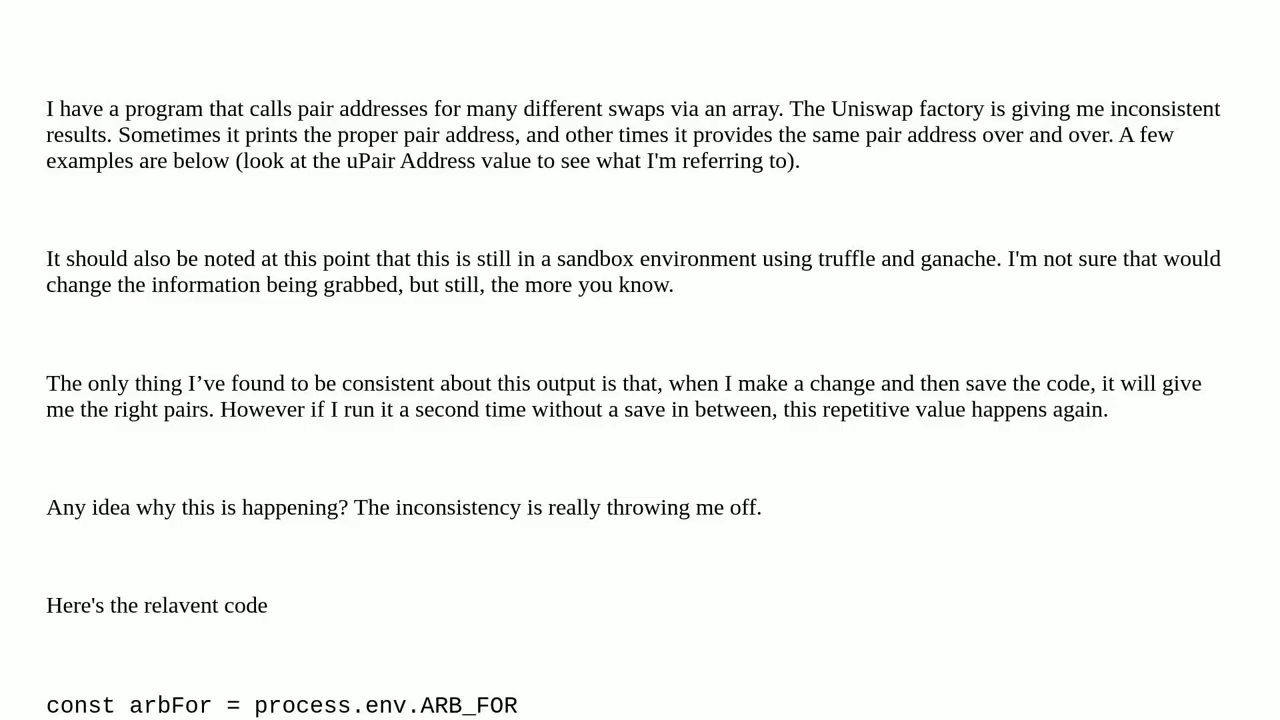 I have a program that calls pair addresses for many different swaps via an array. The Uniswap factory is giving me inconsistent
results. Sometimes it prints the proper pair address, and other times it provides the same pair address over and over. A few
examples are below (look at the uPair Address value to see what I'm referring to).
It should also be noted at this point that this is still in a sandbox environment using truffle and ganache. I'm not sure that would
change the information being grabbed, but still, the more you know.
The only thing I’ve found to be consistent about this output is that, when I make a change and then save the code, it will give
me the right pairs. However if I run it a second time without a save in between, this repetitive value happens again.
Any idea why this is happening? The inconsistency is really throwing me off.
Here's the relavent code
const arbFor = process.env.ARB_FOR